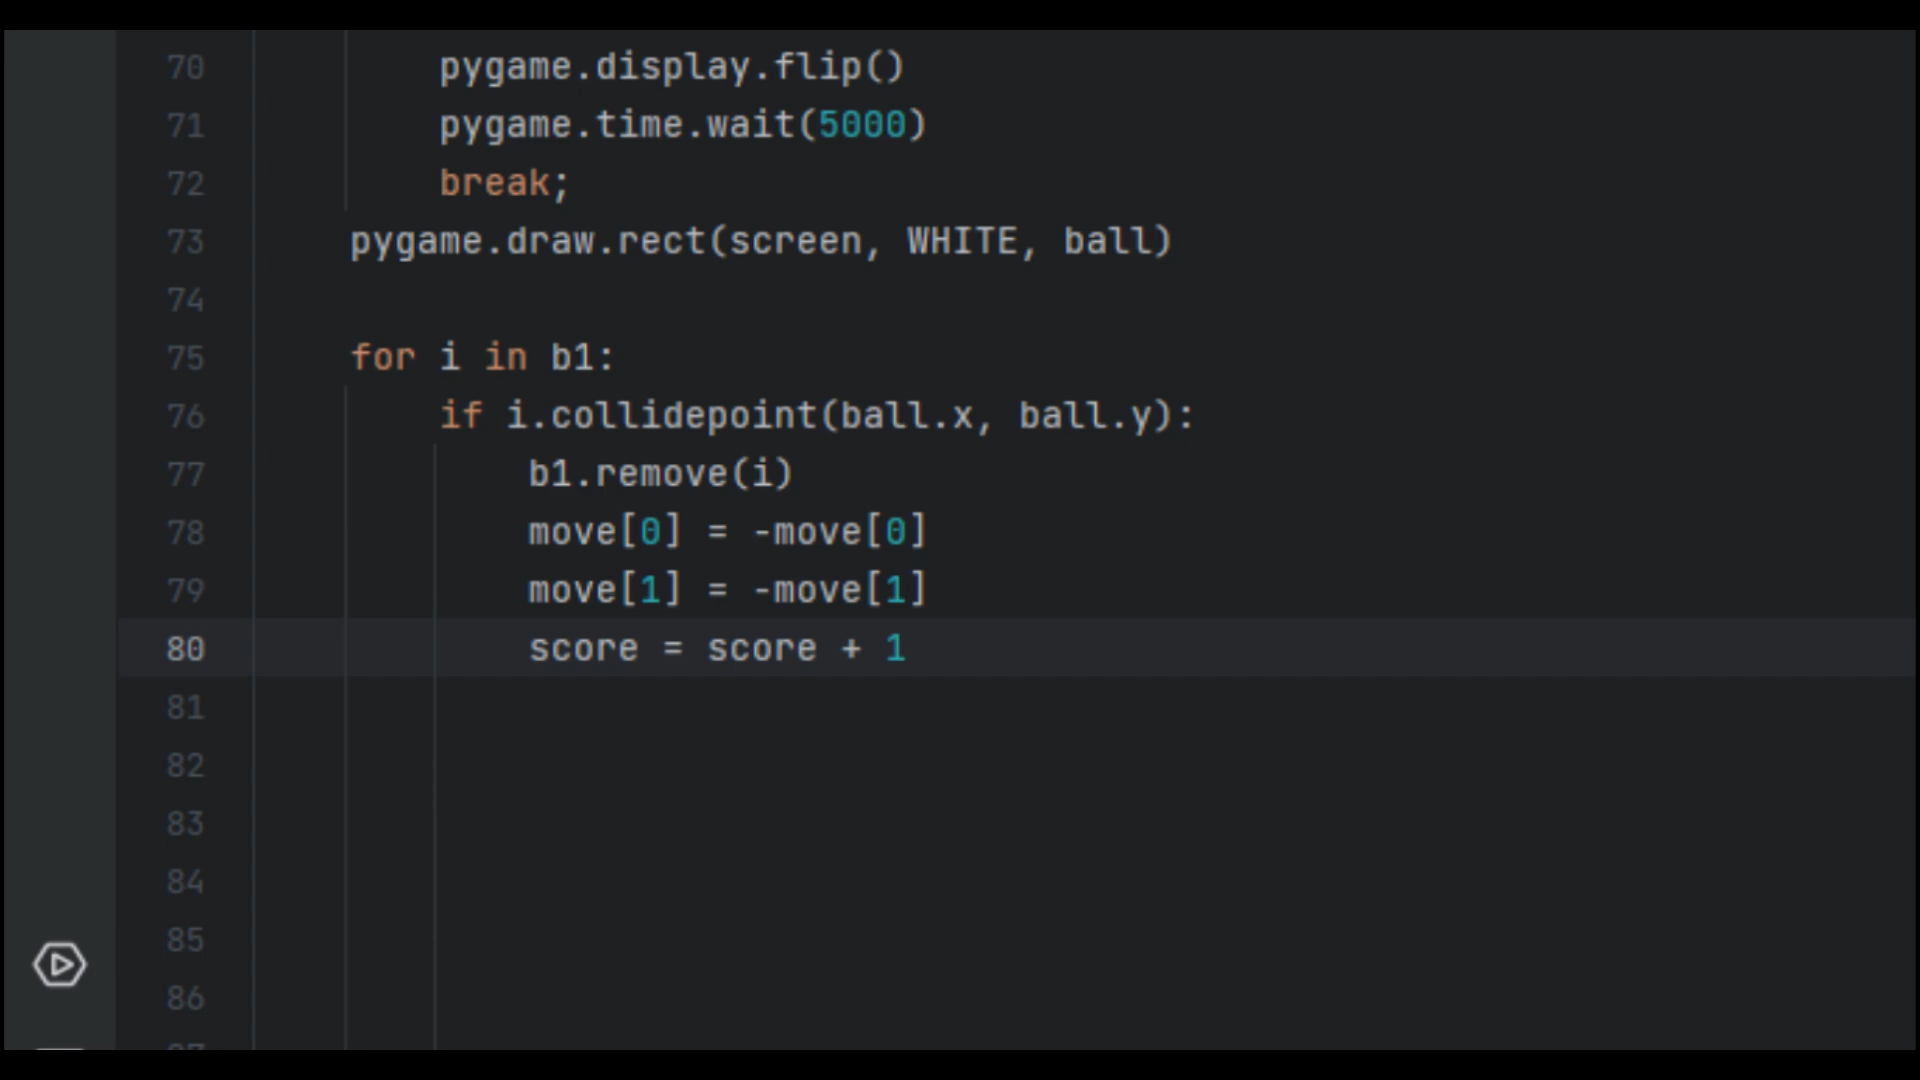 70 pygame.display.flip()
71 pygame.time.wait(5000)
72 break;
73 pygame.draw.rect(screen, WHITE, ball)
74
75 for i in b1:
76 if i.collidepoint(ball.x, ball.y):
77 b1.remove(i)
78 move[0] = -move[0]
79 move[1] = -move[1]
80 score = score + 1
81
82
83
84
85
86